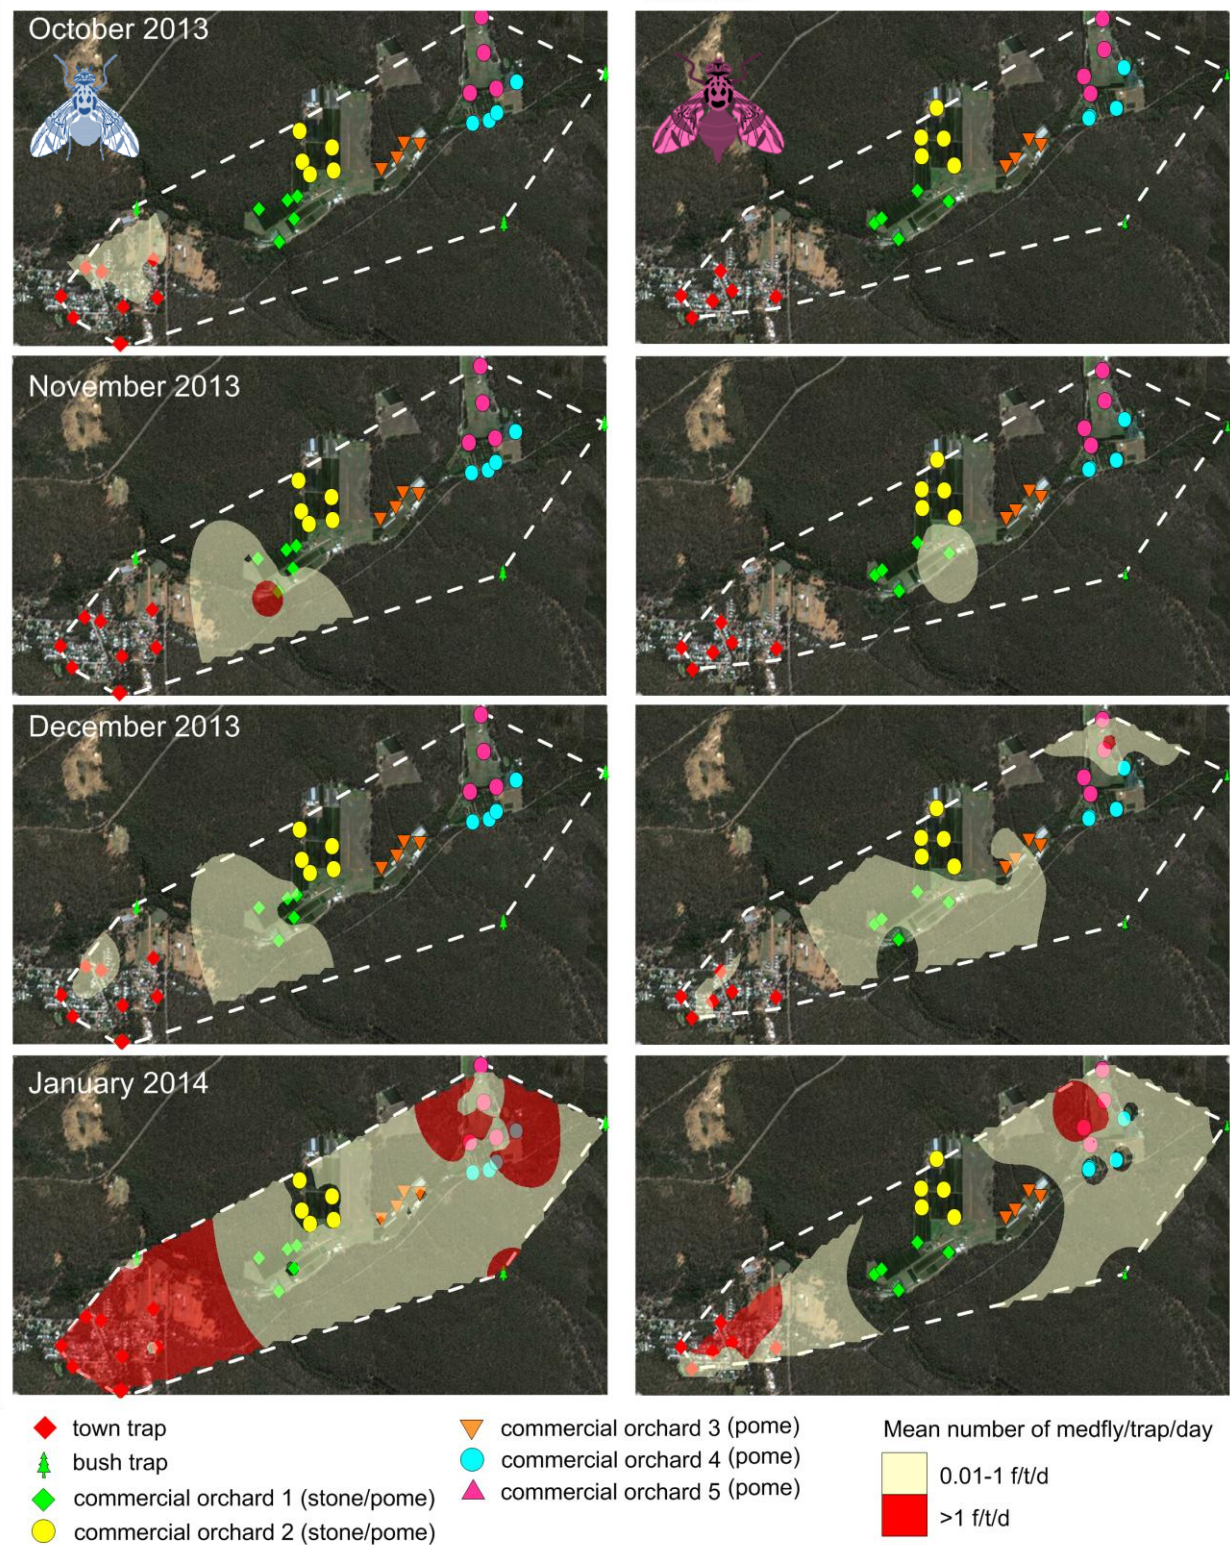 October 2013
November 2013
December 2013
January 2014
town trap
bush trap
commercial orchard 1 (stone/pome)
commercial orchard 2 (stone/pome)
commercial orchard 3 (pome)
commercial orchard 4 (pome)
commercial orchard 5 (pome)
Mean number of medfly/trap/day
0.01-1 f/t/d
>1 f/t/d